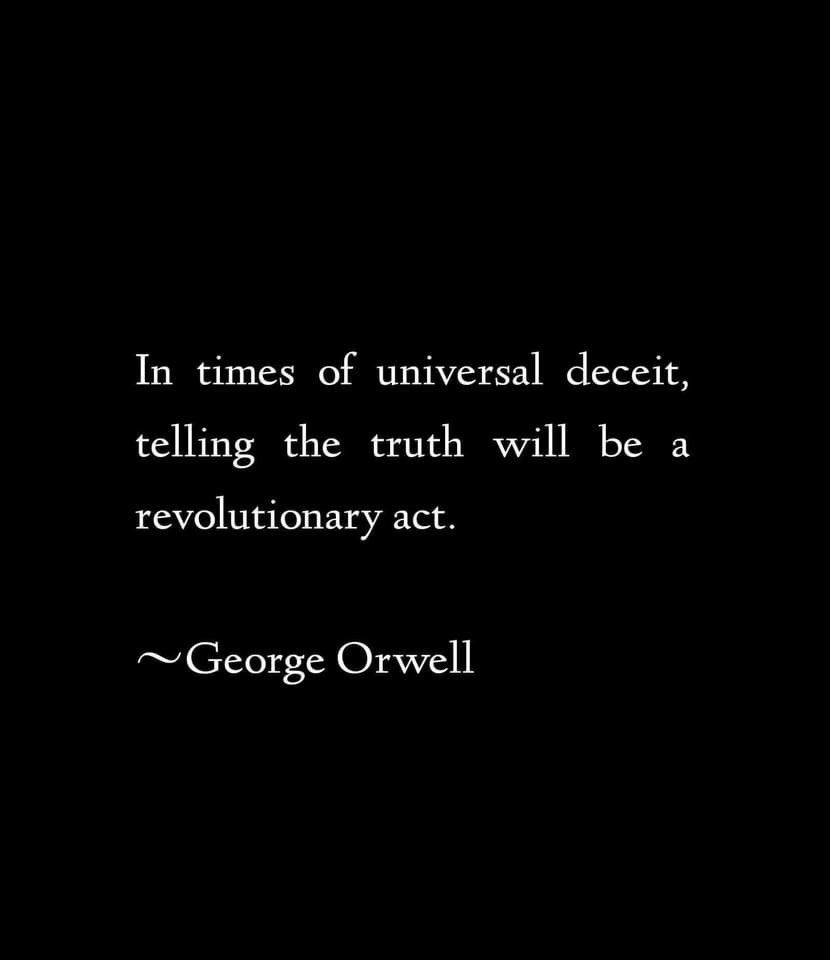 In times of universal deceit,
telling the truth will be a
revolutionary act.
~George Orwell